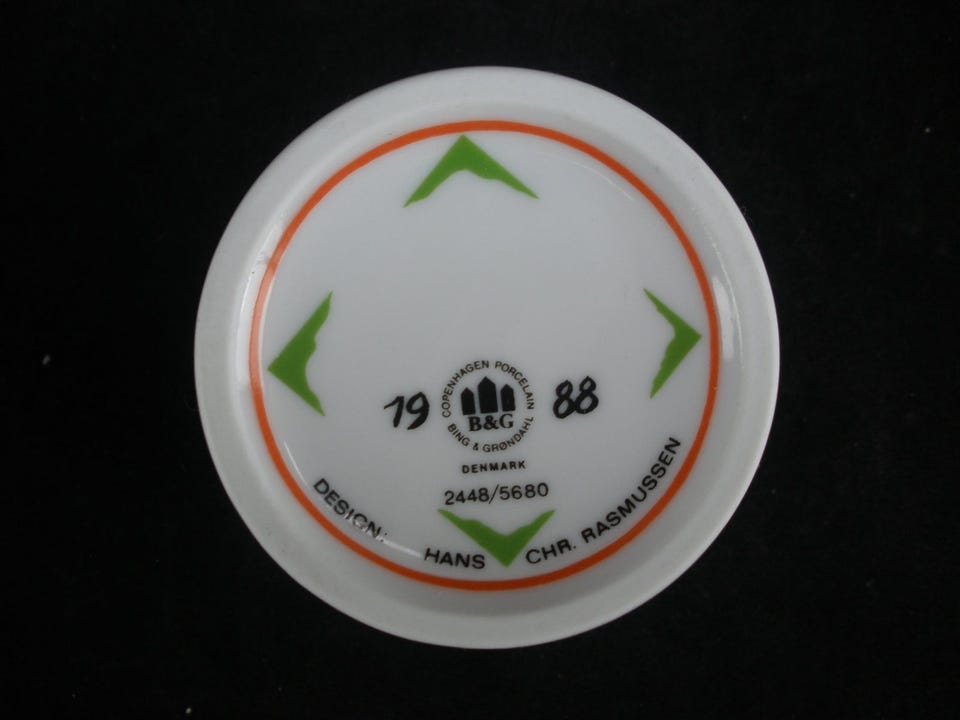 19 88
COPENHAGEN PORCELAIN
B&G
BING & GRØNDAHL
DENMARK
2448/5680
DESIGN: HANS CHR. RASMUSSEN